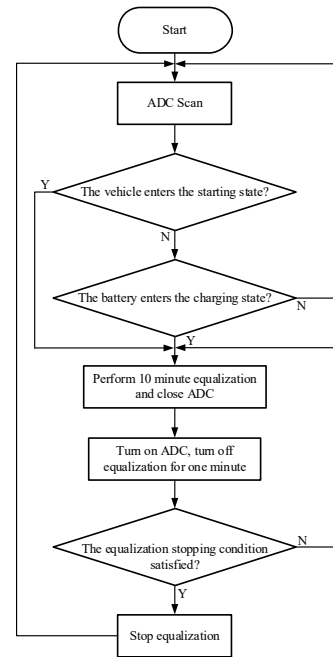 Start
ADC Scan
Y
The vehicle enters the starting state?
N
The battery enters the charging state?
N
Y
Perform 10 minute equalization
and close ADC
Turn on ADC, turn off
equalization for one minute
N
The equalization stopping condition
satisfied?
Y
Stop equalization